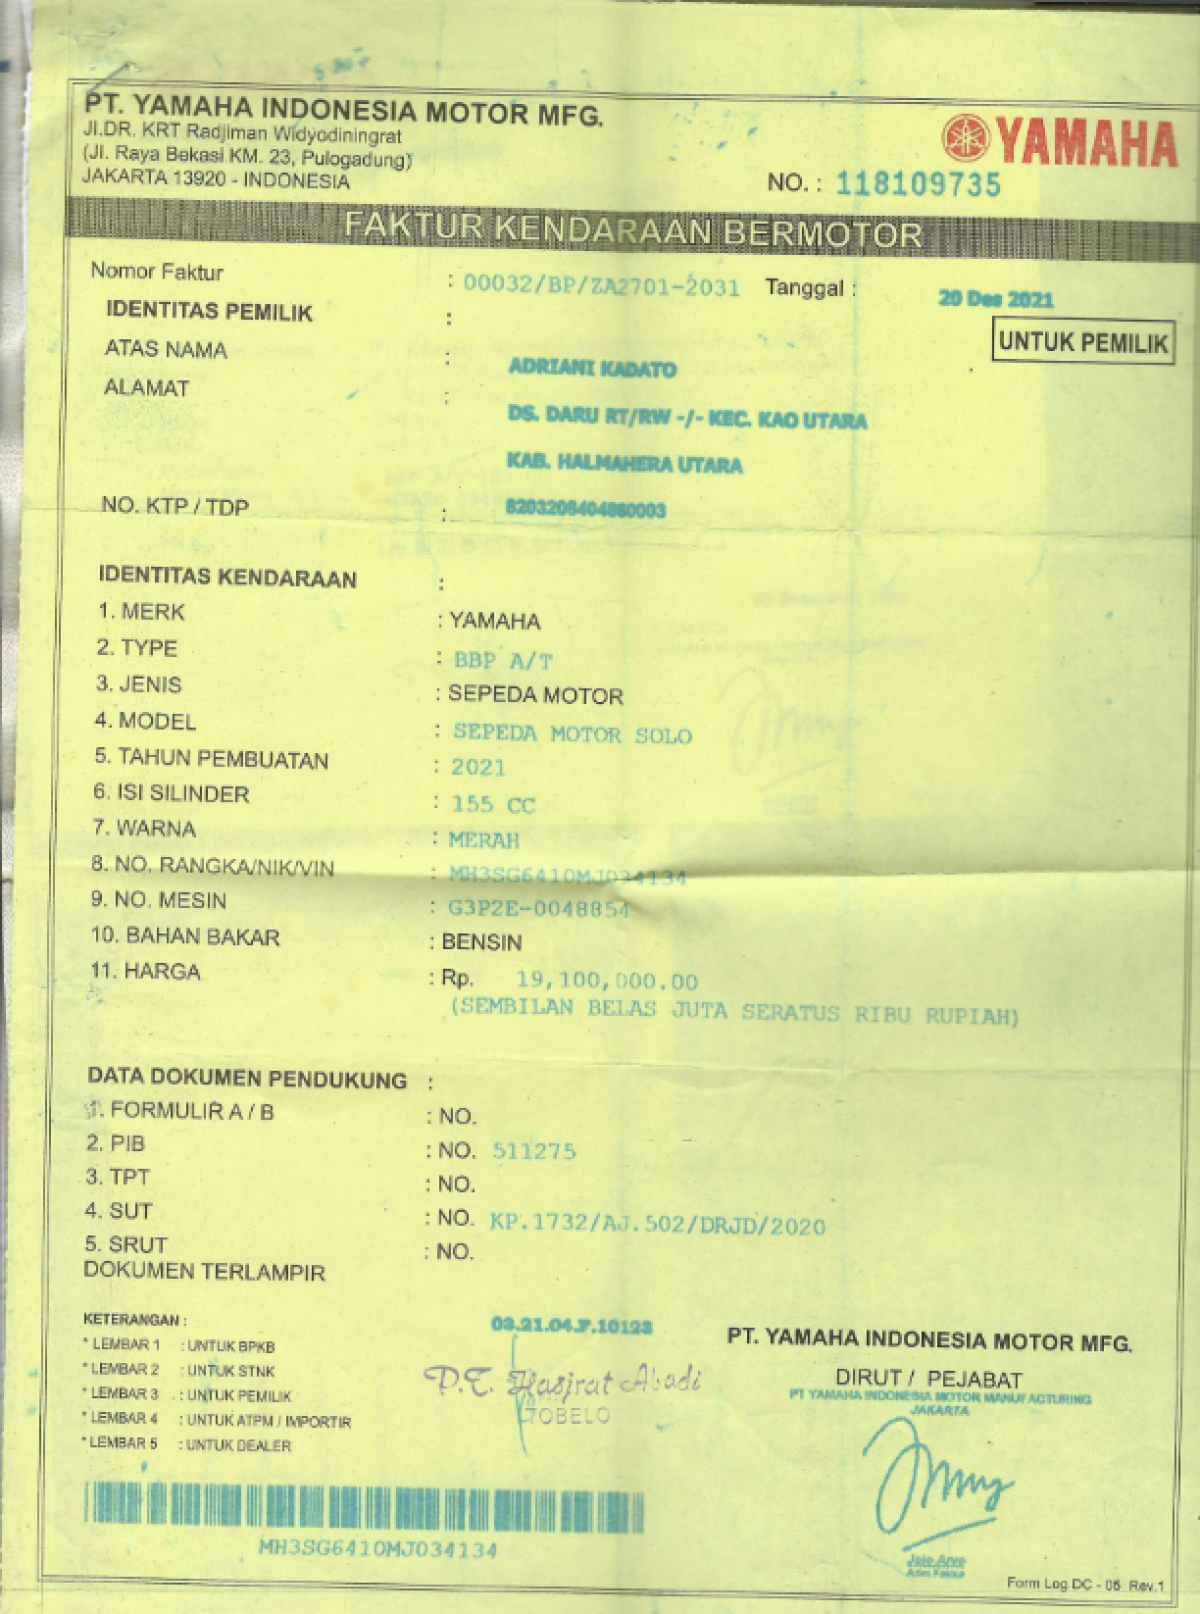 PT. YAMAHA INDONESIA MOTOR MFG.
Jl.DR. KRT Radjiman Widyodiningrat
(Jl. Raya Bekasi KM. 23, Pulogadung)
JAKARTA 13920 - INDONESIA
YAMAHA
NO. : 118109735
FAKTUR KENDARAAN BERMOTOR
Nomor Faktur : 00032/BP/ZA2701-2031 Tanggal : 20 Des 2021
IDENTITAS PEMILIK :
UNTUK PEMILIK
ATAS NAMA : ADRIANI KADATO
ALAMAT : DS. DARU RT/RW -/- KEC. KAO UTARA
KAB. HALMAHERA UTARA
NO. KTP / TDP : 8203206404860003
IDENTITAS KENDARAAN :
1. MERK : YAMAHA
2. TYPE : BBP A/T
3. JENIS : SEPEDA MOTOR
4. MODEL : SEPEDA MOTOR SOLO
5. TAHUN PEMBUATAN : 2021
6. ISI SILINDER : 155 CC
7. WARNA : MERAH
8. NO. RANGKA/NIK/VIN : MH3SG6410MJ034134
9. NO. MESIN : G3P2E-0048854
10. BAHAN BAKAR : BENSIN
11. HARGA : Rp. 19,100,000.00
(SEMBILAN BELAS JUTA SERATUS RIBU RUPIAH)
DATA DOKUMEN PENDUKUNG :
1. FORMULIR A / B : NO.
2. PIB : NO. 511275
3. TPT : NO.
4. SUT : NO. KP.1732/AJ.502/DRJD/2020
5. SRUT : NO.
DOKUMEN TERLAMPIR
KETERANGAN :
* LEMBAR 1 : UNTUK BPKB
* LEMBAR 2 : UNTUK STNK
* LEMBAR 3 : UNTUK PEMILIK
* LEMBAR 4 : UNTUK ATPM / IMPORTIR
* LEMBAR 5 : UNTUK DEALER
03.21.04.F.10123
P.T. Hasjrat Abadi
TOBELO
PT. YAMAHA INDONESIA MOTOR MFG.
DIRUT / PEJABAT
PT YAMAHA INDONESIA MOTOR MANUFACTURING
JAKARTA
MH3SG6410MJ034134
Form Log DC - 05 Rev.1